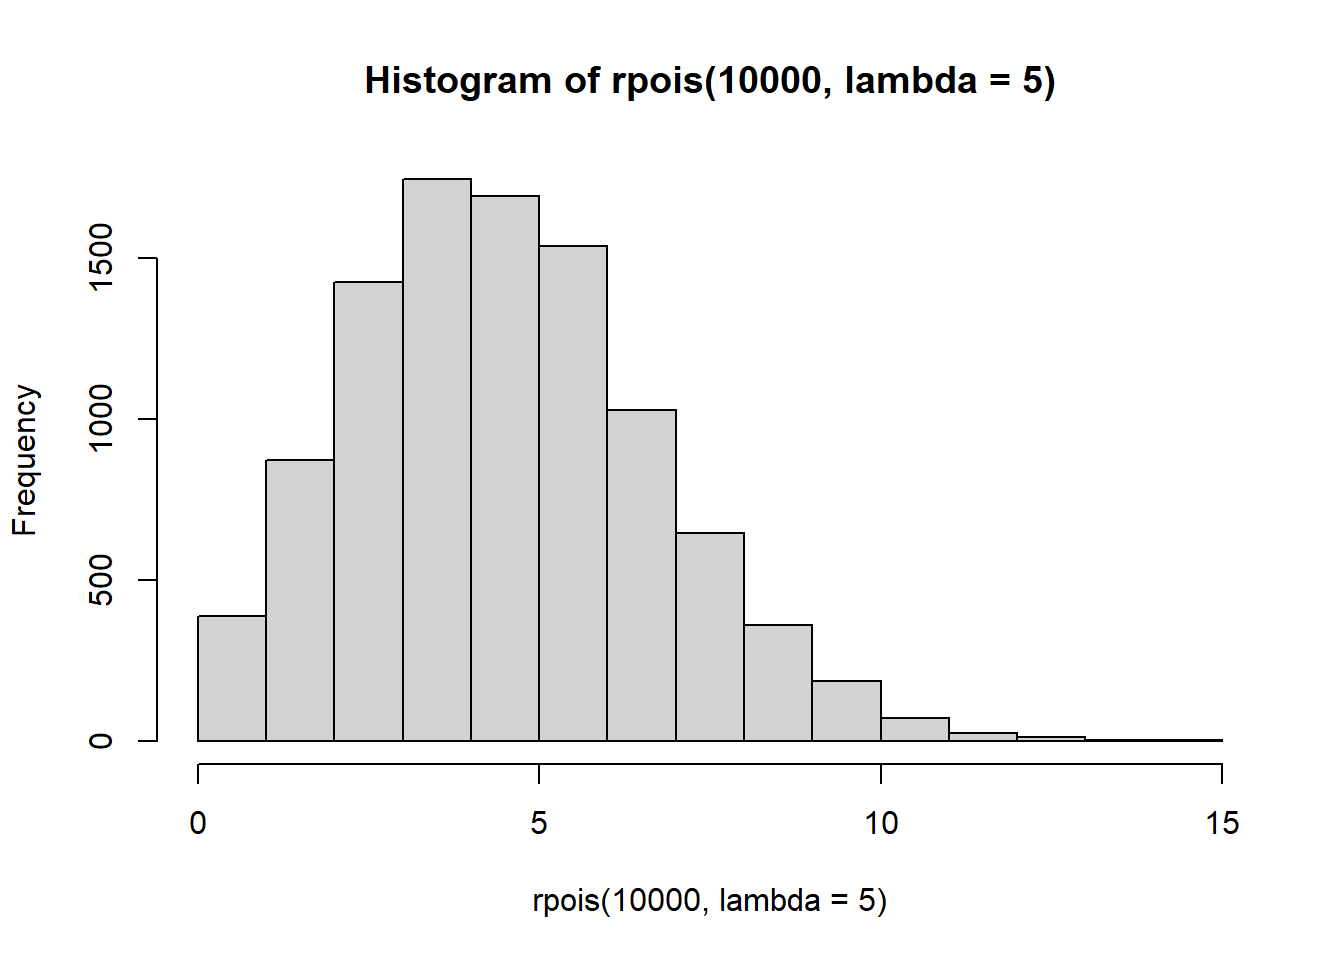 Histogram of rpois(10000, lambda = 5)
Frequency
1500
1000
500
0
0 5 10 15
rpois(10000, lambda = 5)